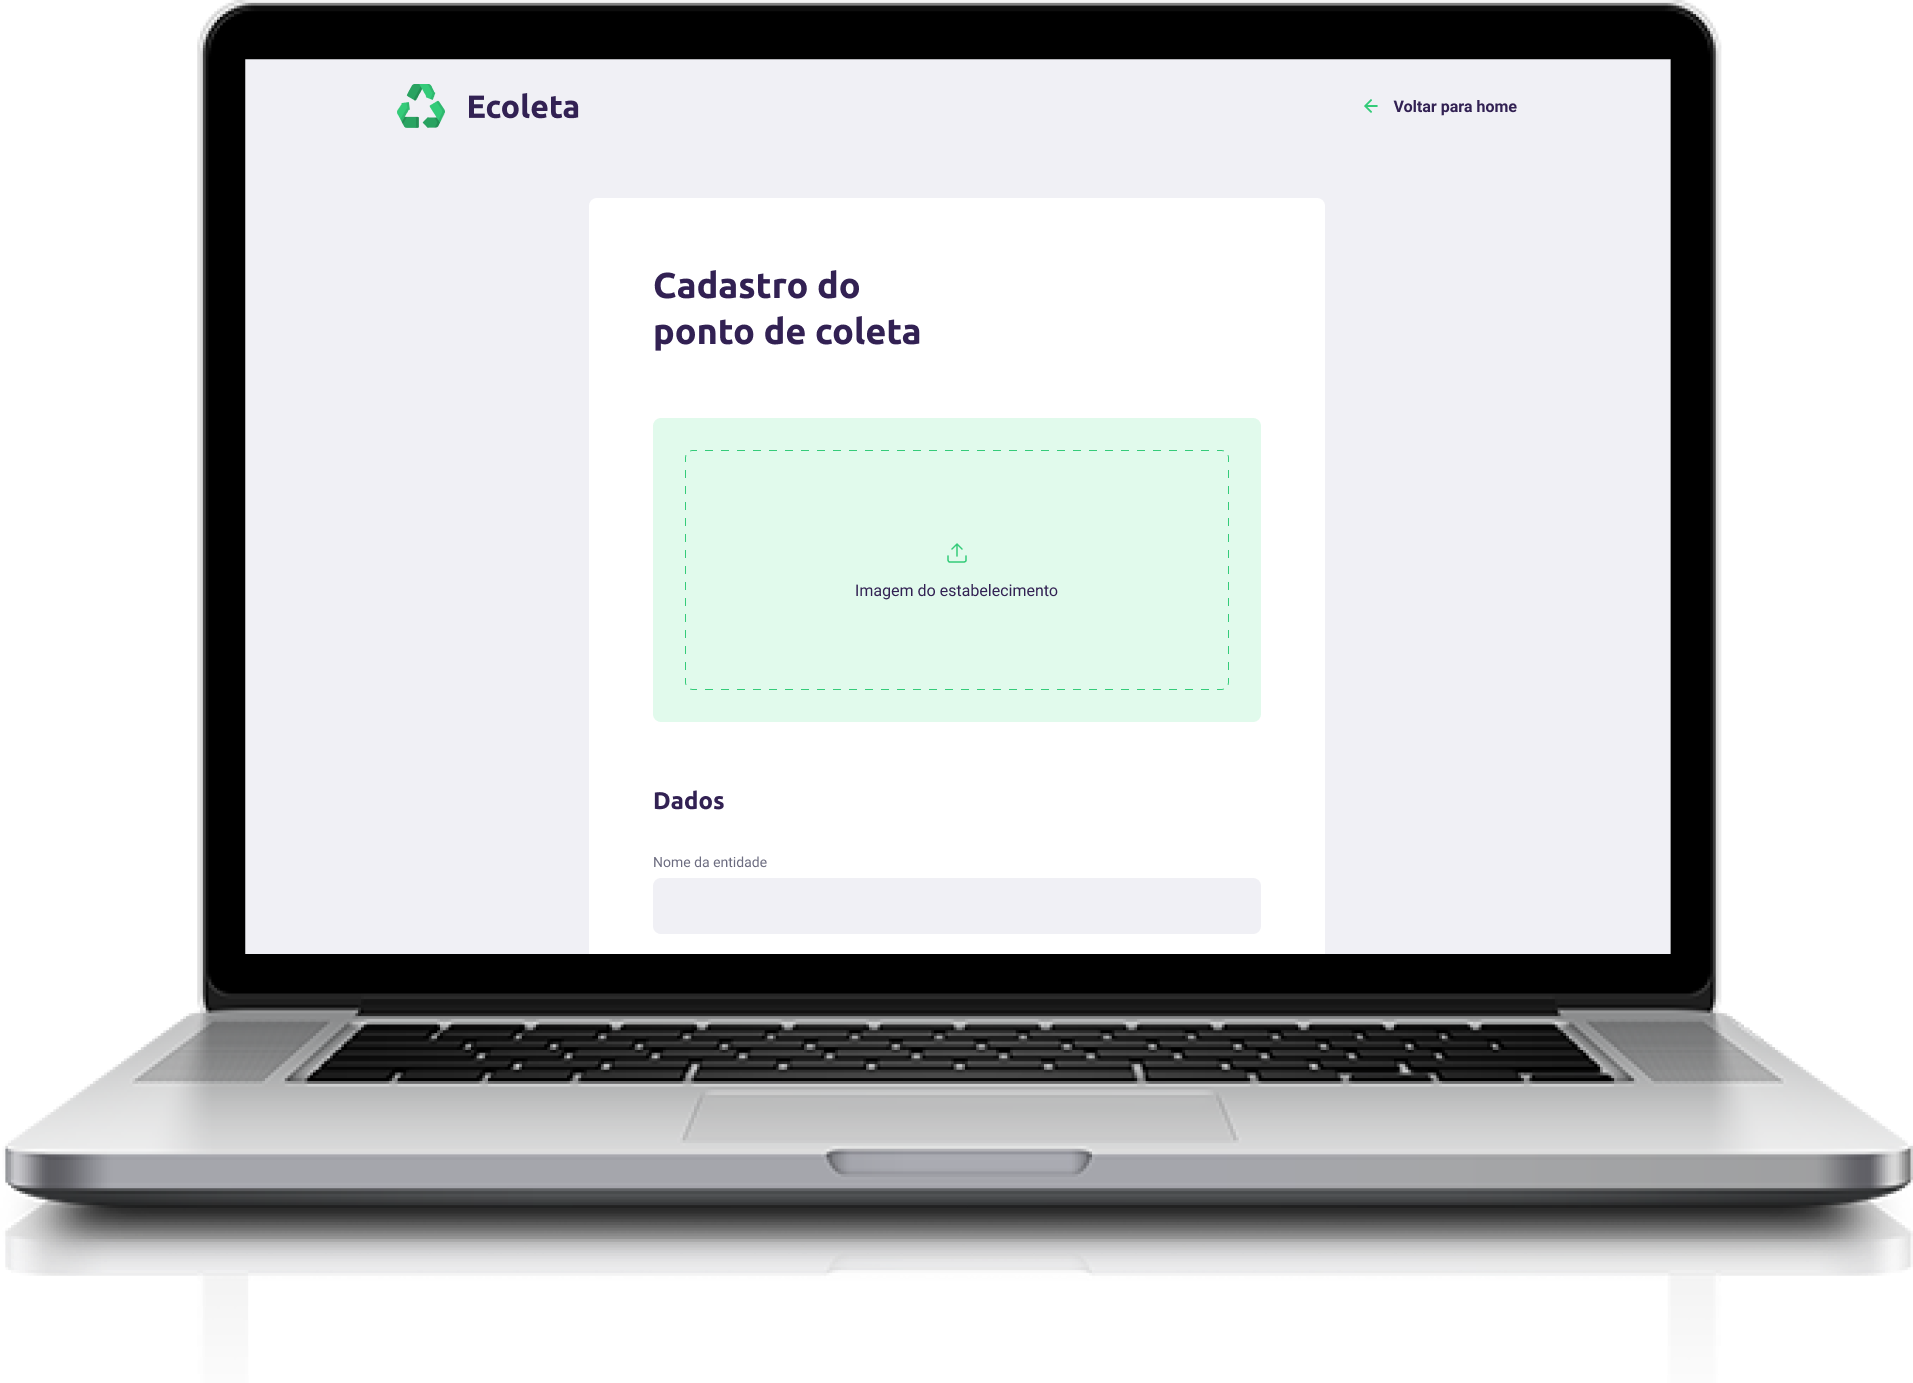 Ecoleta
Voltar para home
Cadastro do
ponto de coleta
Imagem do estabelecimento
Dados
Nome da entidade